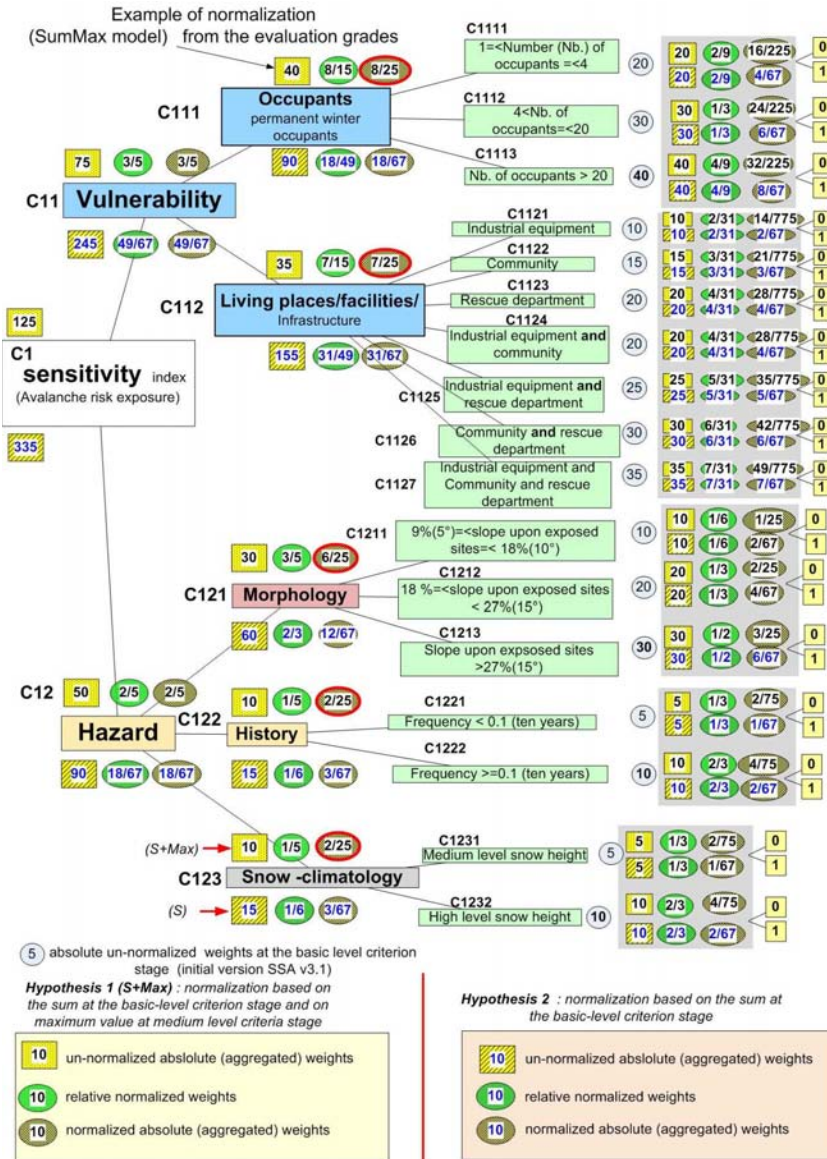 Example of normalization
(SumMax model) from the evaluation grades
40 8/15 8/25
C111
Occupants
permanent winter
occupants
90 18/49 18/67
C1111
1=<Number (Nb.) of
occupants =<4
20
20 2/9 16/225
20 2/9 4/67
0
1
C1112
4<Nb. of
occupants=<20
30
30 1/3 24/225
30 1/3 6/67
0
1
C1113
Nb. of occupants > 20
40
40 4/9 32/225
40 4/9 8/67
0
1
75 3/5 3/5
C11 Vulnerability
245 49/67 49/67
35 7/15 7/25
C112
Living places/facilities/
Infrastructure
155 31/49 31/67
C1121
Industrial equipment
10
10 2/31 14/775
10 2/31 2/67
0
1
C1122
Community
15
15 3/31 21/775
15 3/31 3/67
0
1
C1123
Rescue department
20
20 4/31 28/775
20 4/31 4/67
0
1
C1124
Industrial equipment and
community
20
20 4/31 28/775
20 4/31 4/67
0
1
C1125
Industrial equipment and
rescue department
25
25 5/31 35/775
25 5/31 5/67
0
1
C1126
Community and rescue
department
30
30 6/31 42/775
30 6/31 6/67
0
1
C1127
Industrial equipment and
Community and rescue
department
35
35 7/31 49/775
35 7/31 7/67
0
1
125
C1
sensitivity index
(Avalanche risk exposure)
335
30 3/5 6/25
C121 Morphology
60 2/3 12/67
C1211
9%(5°)=<slope upon exposed
sites=< 18%(10°)
10
10 1/6 1/25
10 1/6 2/67
0
1
C1212
18 %=<slope upon exposed sites
< 27%(15°)
20
20 1/3 2/25
20 1/3 4/67
0
1
C1213
Slope upon expsosed sites
>27%(15°)
30
30 1/2 3/25
30 1/2 6/67
0
1
50 2/5 2/5
C12
Hazard
90 18/67 18/67
10 1/5 2/25
C122
History
15 1/6 3/67
C1221
Frequency < 0.1 (ten years)
5
5 1/3 2/75
5 1/3 1/67
0
1
C1222
Frequency >=0.1 (ten years)
10
10 2/3 4/75
10 2/3 2/67
0
1
(S+Max) 10 1/5 2/25
C123 Snow -climatology
(S) 15 1/6 3/67
C1231
Medium level snow height
5
5 1/3 2/75
5 1/3 1/67
0
1
C1232
High level snow height
10
10 2/3 4/75
10 2/3 2/67
0
1
5 absolute un-normalized weights at the basic level criterion
stage (initial version SSA v3.1)
Hypothesis 1 (S+Max) : normalization based on
the sum at the basic-level criterion stage and on
maximum value at medium level criteria stage
10 un-normalized abslolute (aggregated) weights
10 relative normalized weights
10 normalized absolute (aggregated) weights
Hypothesis 2 : normalization based on the sum at
the basic-level criterion stage
10 un-normalized absolute (aggregated) weights
10 relative normalized weights
10 normalized absolute (aggregated) weights